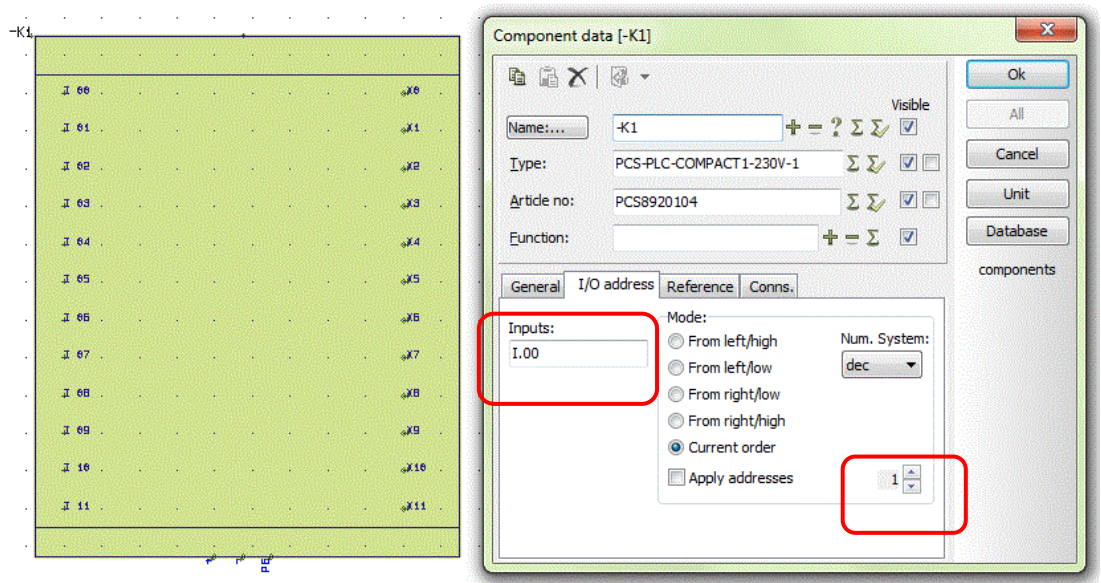 -K1
I 00 X0
I 01 X1
I 02 X2
I 03 X3
I 04 X4
I 05 X5
I 06 X6
I 07 X7
I 08 X8
I 09 X9
I 10 X10
I 11 X11
Component data [-K1]
Visible
Name:... -K1
Type: PCS-PLC-COMPACT1-230V-1
Article no: PCS8920104
Function:
General I/O address Reference Conns.
Inputs:
I.00
Mode:
From left/high
From left/low
From right/low
From right/high
Current order
Apply addresses 1
Num. System:
dec
Ok
All
Cancel
Unit
Database
components